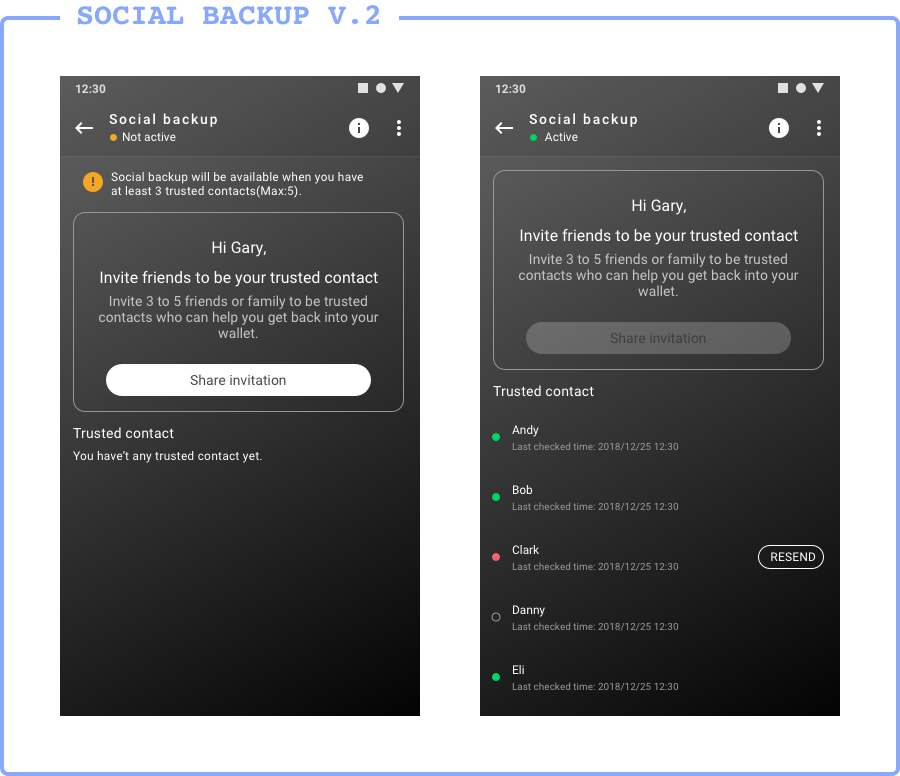 SOCIAL BACKUP V.2
12:30
Social backup
Not active
!
Social backup will be available when you have
at least 3 trusted contacts(Max:5).
Hi Gary,
Invite friends to be your trusted contact
Invite 3 to 5 friends or family to be trusted
contacts who can help you get back into your
wallet.
Share invitation
Trusted contact
You have't any trusted contact yet.
12:30
Social backup
Active
Hi Gary,
Invite friends to be your trusted contact
Invite 3 to 5 friends or family to be trusted
contacts who can help you get back into your
wallet.
Share invitation
Trusted contact
Andy
Last checked time: 2018/12/25 12:30
Bob
Last checked time: 2018/12/25 12:30
Clark
Last checked time: 2018/12/25 12:30
RESEND
Danny
Last checked time: 2018/12/25 12:30
Eli
Last checked time: 2018/12/25 12:30